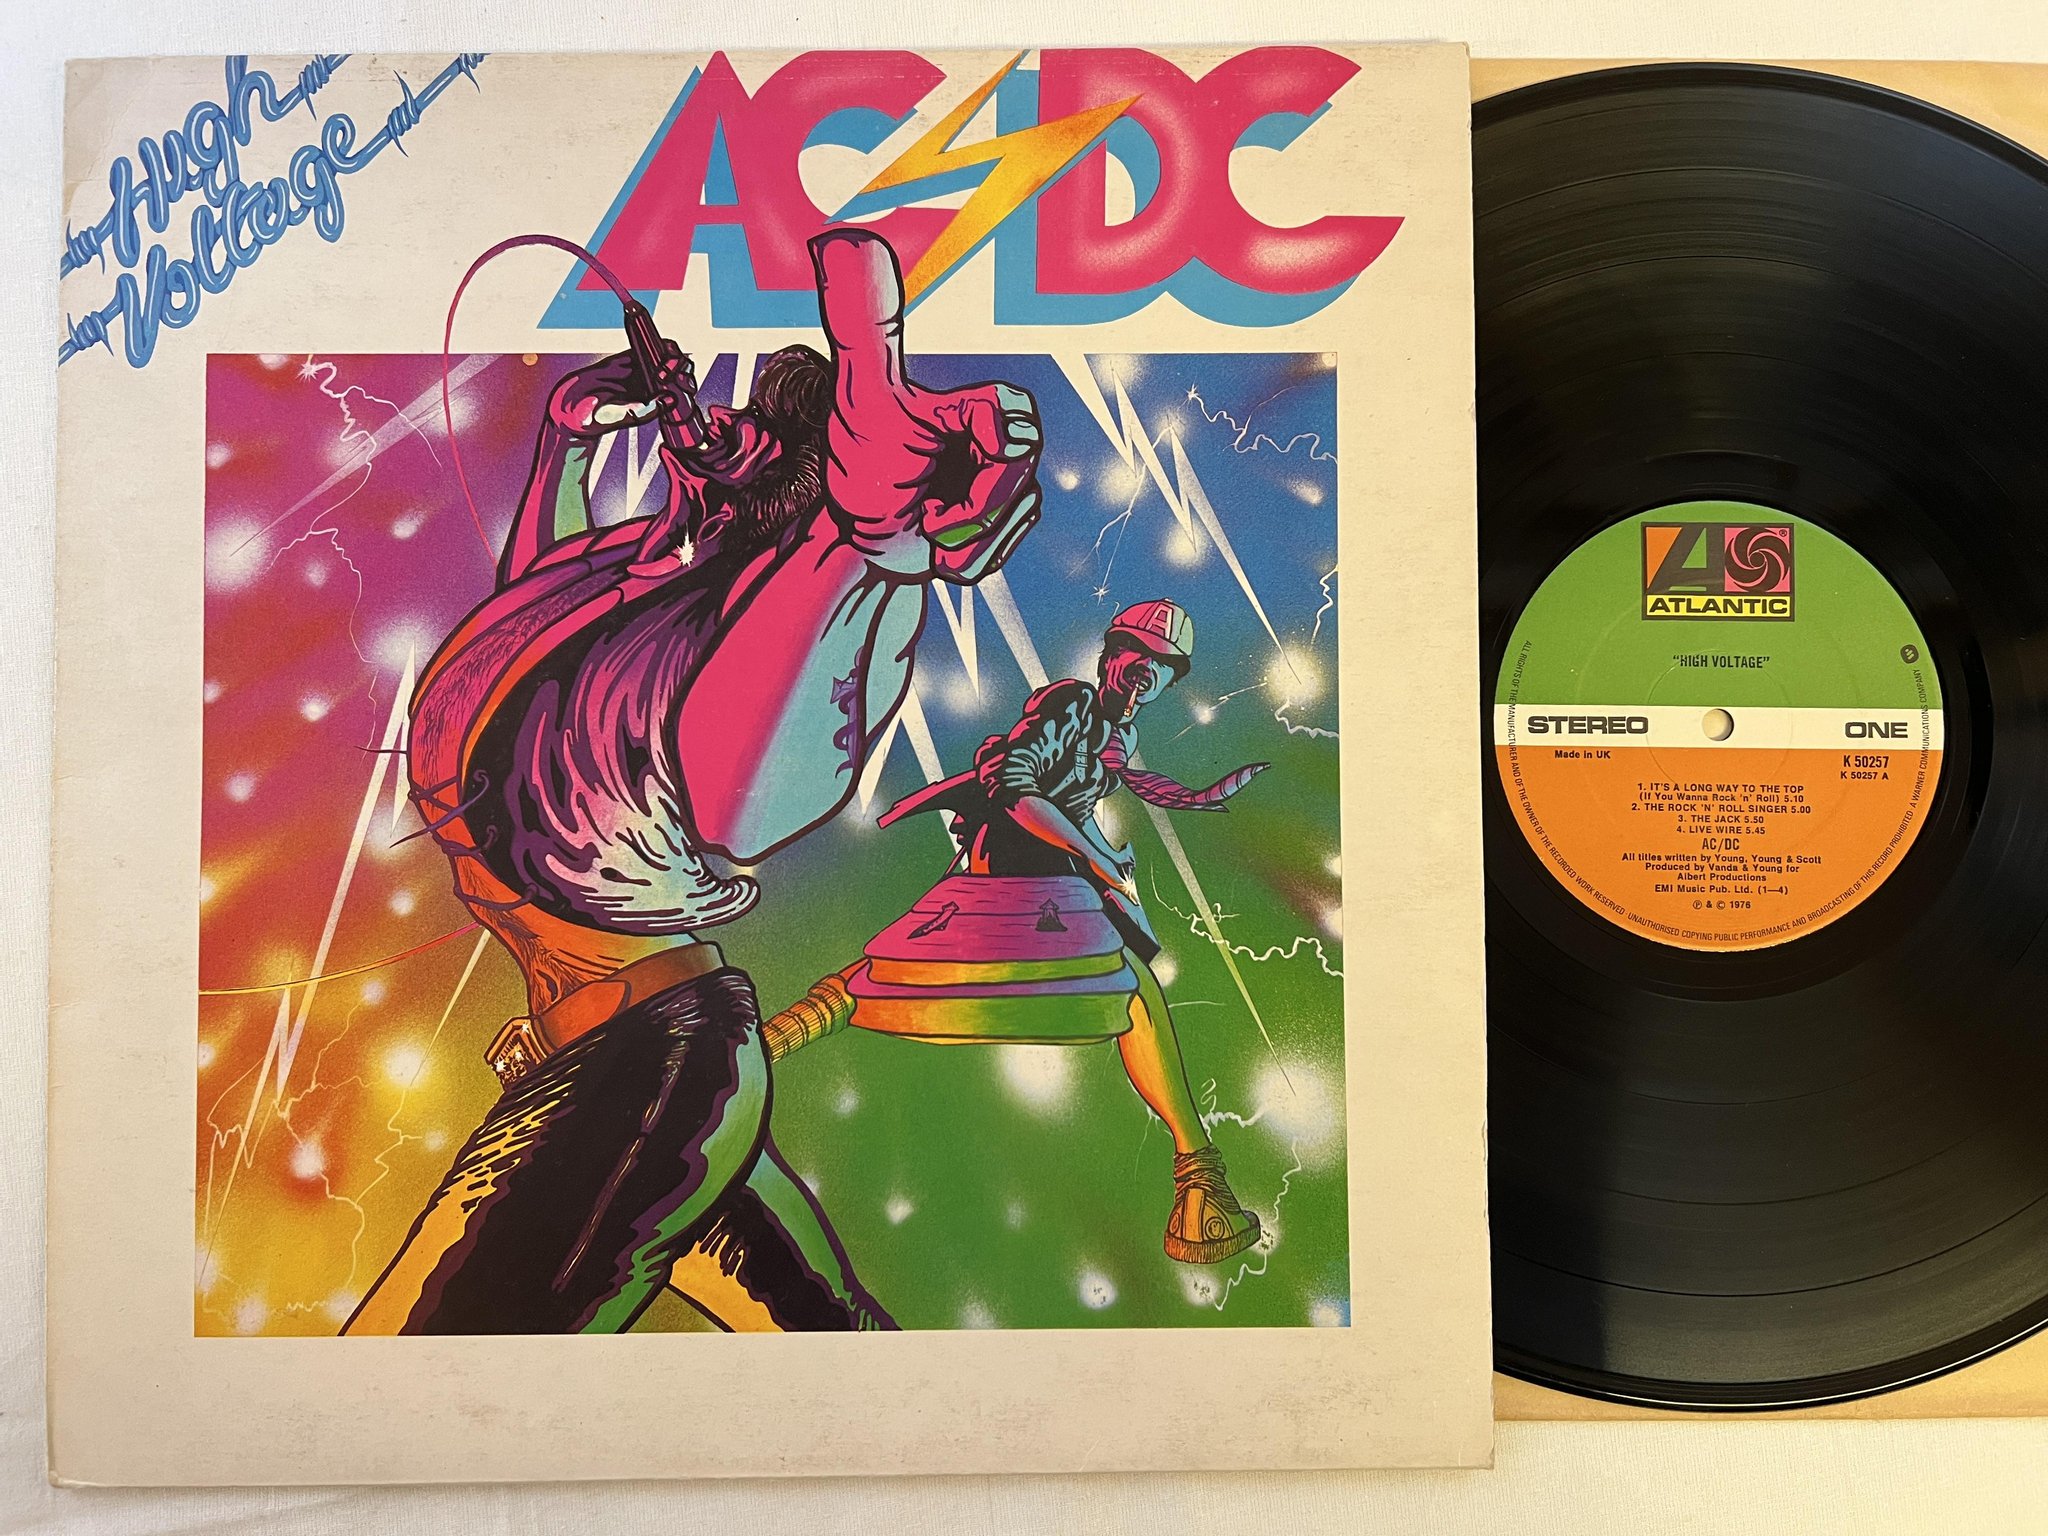 High
Voltage
AC/DC
A
ATLANTIC
"HIGH VOLTAGE"
STEREO
ONE
Made in UK
K 50257
K 50257 A
1. IT'S A LONG WAY TO THE TOP
(If You Wanna Rock 'n' Roll) 5.10
2. THE ROCK 'N' ROLL SINGER 5.00
3. THE JACK 5.50
4. LIVE WIRE 5.45
AC/DC
All titles written by Young, Young & Scott
Produced by Vanda & Young for
Albert Productions
EMI Music Pub. Ltd. (1—4)
℗ & © 1976
ALL RIGHTS OF THE MANUFACTURER AND OF THE OWNER OF THE RECORDED WORK RESERVED · UNAUTHORISED COPYING PUBLIC PERFORMANCE AND BROADCASTING OF THIS RECORD PROHIBITED · A WARNER COMMUNICATIONS COMPANY